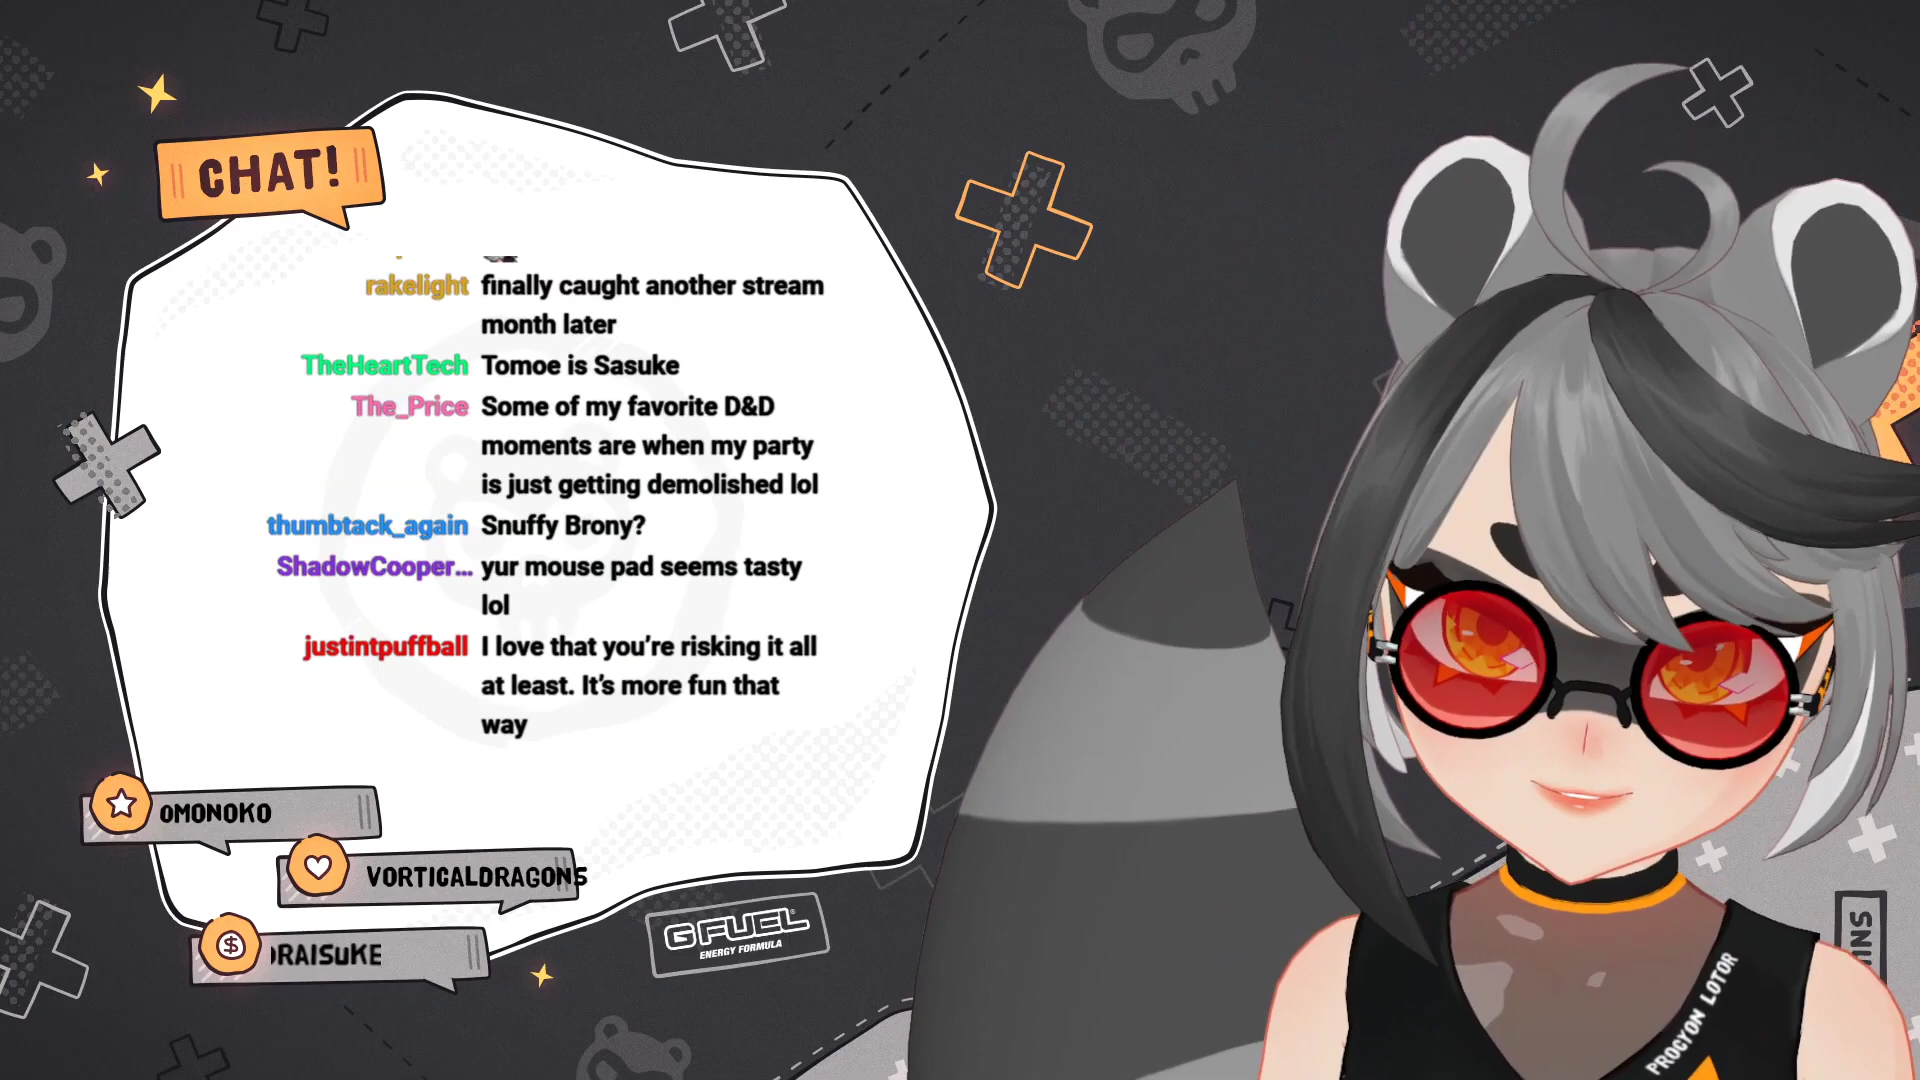 CHAT!
rakelight finally caught another stream
month later
TheHeartTech Tomoe is Sasuke
The_Price Some of my favorite D&D
moments are when my party
is just getting demolished lol
thumbtack_again Snuffy Brony?
ShadowCooper... yur mouse pad seems tasty
lol
justintpuffball I love that you’re risking it all
at least. It’s more fun that
way
OMONOKO
VORTICALDRAGONS
RAISUKE
G FUEL
ENERGY FORMULA
PROCYON LOTOR